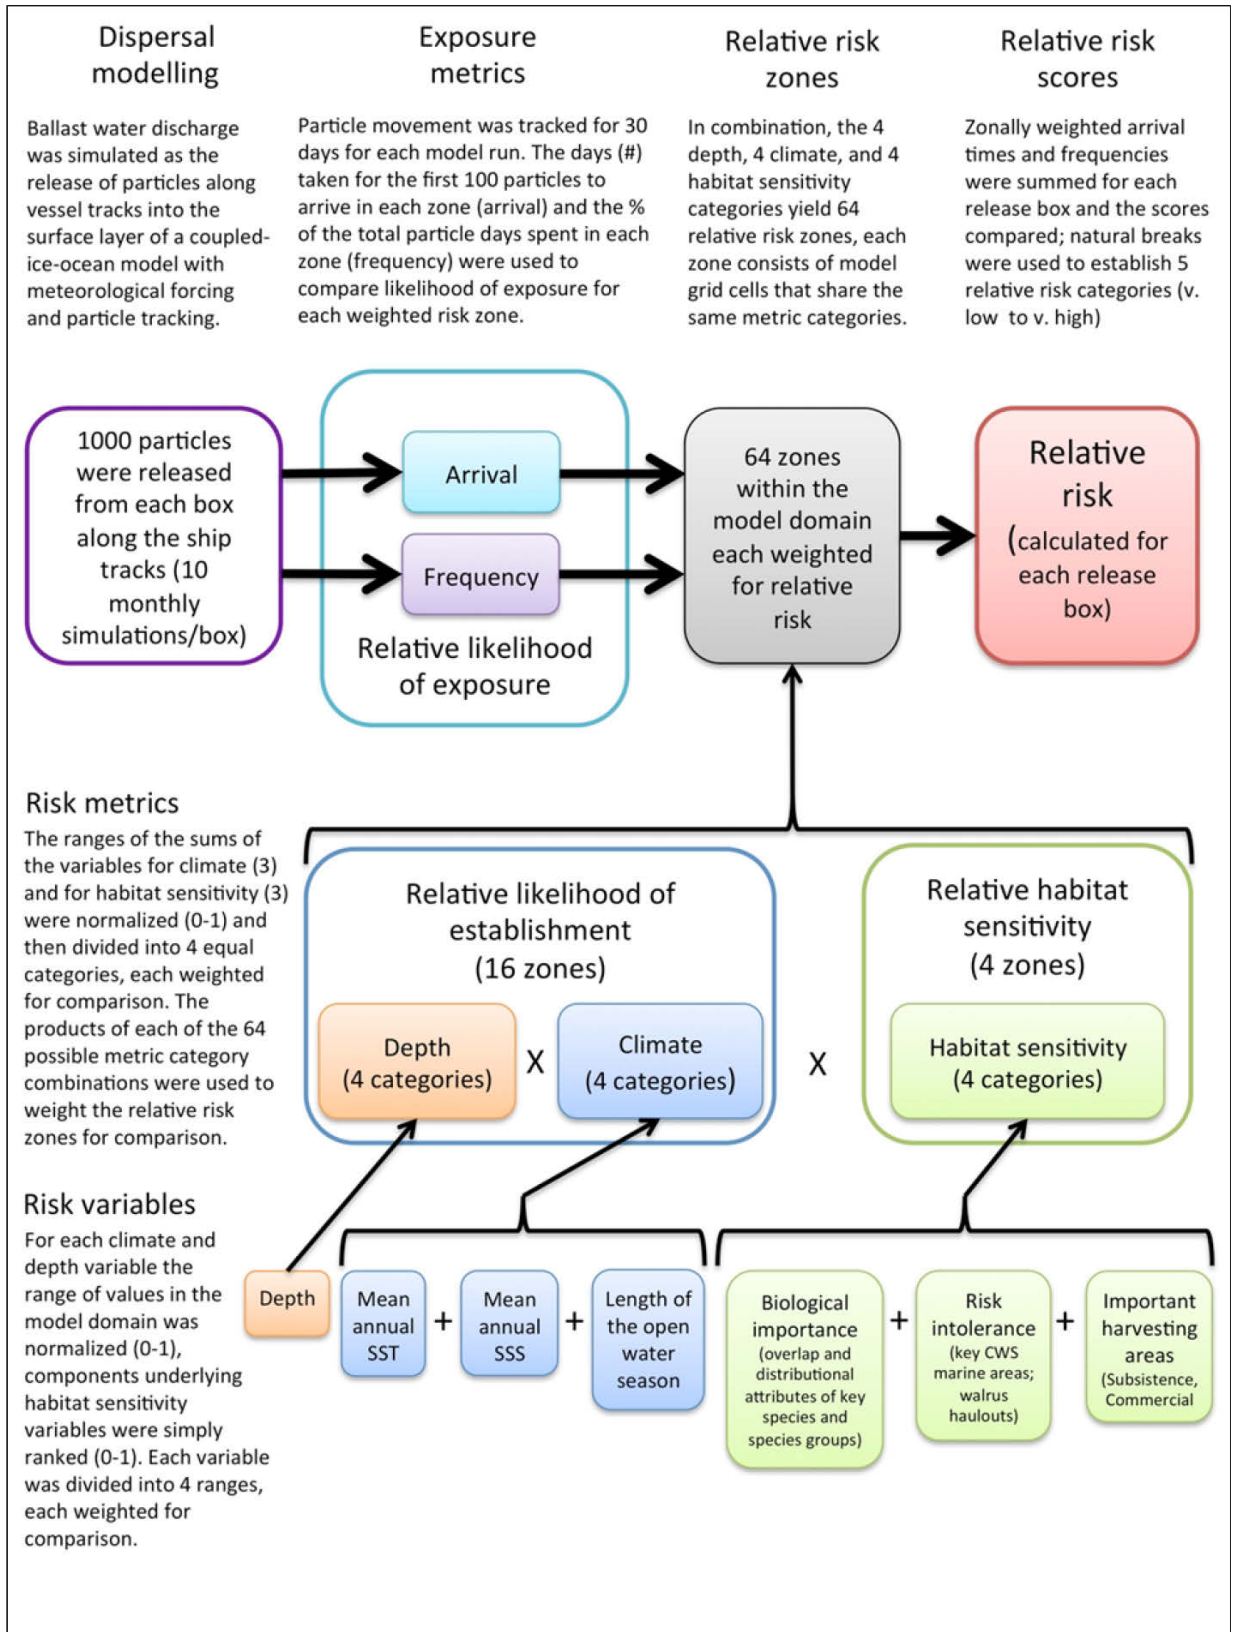 Dispersal
modelling
Ballast water discharge
was simulated as the
release of particles along
vessel tracks into the
surface layer of a coupled-
ice-ocean model with
meteorological forcing
and particle tracking.
Exposure
metrics
Particle movement was tracked for 30
days for each model run. The days (#)
taken for the first 100 particles to
arrive in each zone (arrival) and the %
of the total particle days spent in each
zone (frequency) were used to
compare likelihood of exposure for
each weighted risk zone.
Relative risk
zones
In combination, the 4
depth, 4 climate, and 4
habitat sensitivity
categories yield 64
relative risk zones, each
zone consists of model
grid cells that share the
same metric categories.
Relative risk
scores
Zonally weighted arrival
times and frequencies
were summed for each
release box and the scores
compared; natural breaks
were used to establish 5
relative risk categories (v.
low to v. high)
1000 particles
were released
from each box
along the ship
tracks (10
monthly
simulations/box)
Arrival
Frequency
Relative likelihood
of exposure
64 zones
within the
model domain
each weighted
for relative
risk
Relative
risk
(calculated for
each release
box)
Risk metrics
The ranges of the sums of
the variables for climate (3)
and for habitat sensitivity (3)
were normalized (0-1) and
then divided into 4 equal
categories, each weighted
for comparison. The
products of each of the 64
possible metric category
combinations were used to
weight the relative risk
zones for comparison.
Relative likelihood of
establishment
(16 zones)
Depth
(4 categories)
X
Climate
(4 categories)
X
Relative habitat
sensitivity
(4 zones)
Habitat sensitivity
(4 categories)
Risk variables
For each climate and
depth variable the
range of values in the
model domain was
normalized (0-1),
components underlying
habitat sensitivity
variables were simply
ranked (0-1). Each variable
was divided into 4 ranges,
each weighted for
comparison.
Depth
Mean
annual
SST
+
Mean
annual
SSS
+
Length of
the open
water
season
Biological
importance
(overlap and
distributional
attributes of key
species and
species groups)
+
Risk
intolerance
(key CWS
marine areas;
walrus
haulouts)
+
Important
harvesting
areas
(Subsistence,
Commercial